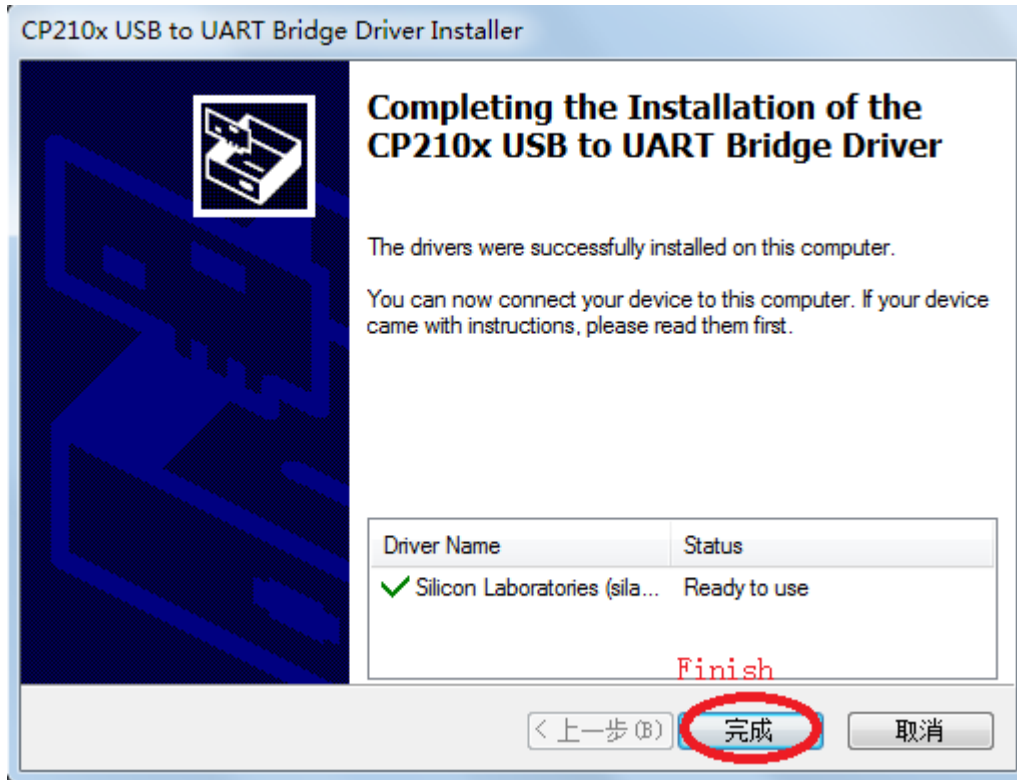 CP210x USB to UART Bridge Driver Installer
Completing the Installation of the
CP210x USB to UART Bridge Driver
The drivers were successfully installed on this computer.
You can now connect your device to this computer. If your device
came with instructions, please read them first.
Driver Name Status
Silicon Laboratories (sila... Ready to use
Finish
< 上一步(B) 完成 取消